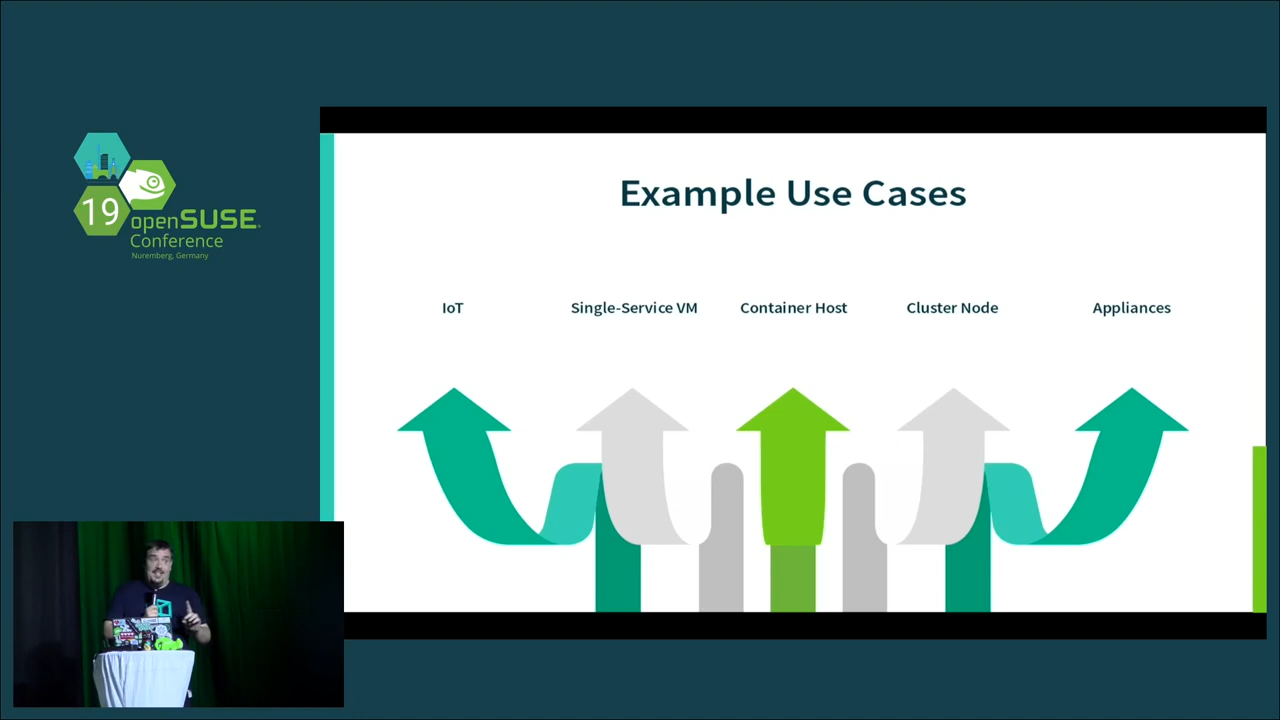 19
openSUSE
Conference
Nuremberg, Germany
Example Use Cases
IoT
Single-Service VM
Container Host
Cluster Node
Appliances